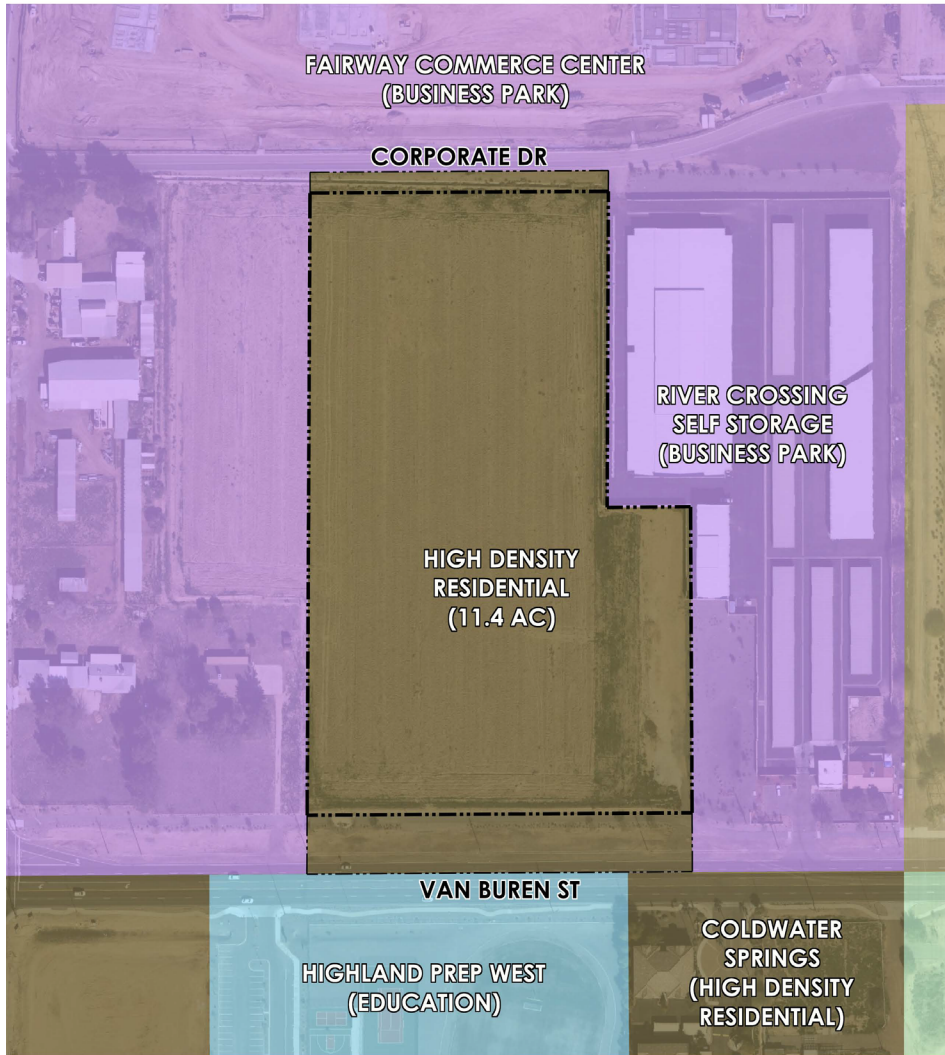 FAIRWAY COMMERCE CENTER
(BUSINESS PARK)
CORPORATE DR
RIVER CROSSING
SELF STORAGE
(BUSINESS PARK)
HIGH DENSITY
RESIDENTIAL
(11.4 AC)
VAN BUREN ST
HIGHLAND PREP WEST
(EDUCATION)
COLDWATER
SPRINGS
(HIGH DENSITY
RESIDENTIAL)